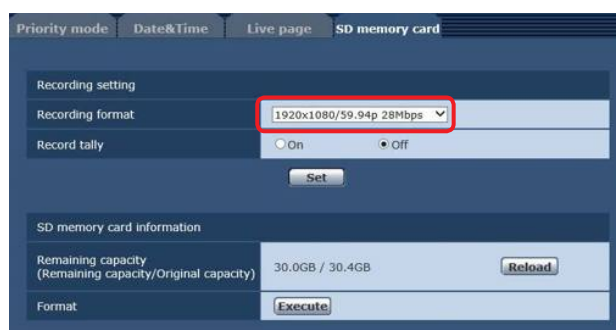 Priority mode Date&Time Live page SD memory card
Recording setting
Recording format 1920x1080/59.94p 28Mbps
Record tally On Off
Set
SD memory card information
Remaining capacity
(Remaining capacity/Original capacity) 30.0GB / 30.4GB Reload
Format Execute